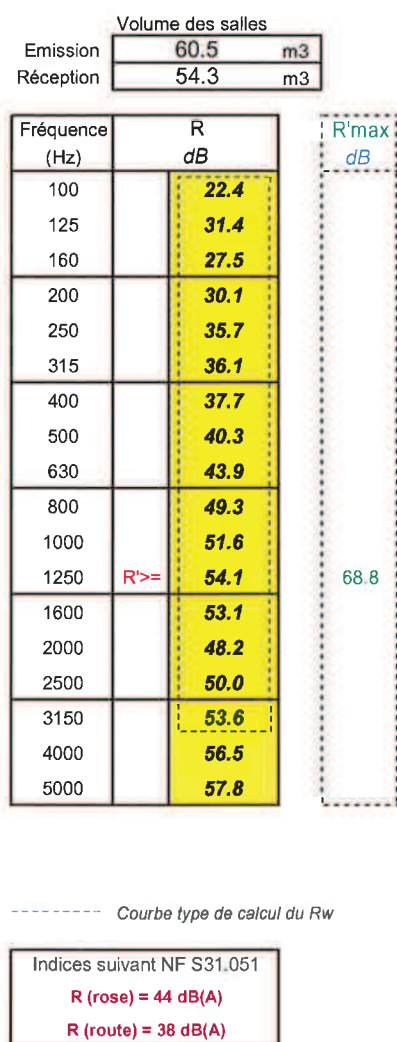 Volume des salles
Emission 60.5 m3
Réception 54.3 m3
Fréquence R R'max
(Hz) dB dB
100 22.4
125 31.4
160 27.5
200 30.1
250 35.7
315 36.1
400 37.7
500 40.3
630 43.9
800 49.3
1000 51.6
1250 R'>= 54.1 68.8
1600 53.1
2000 48.2
2500 50.0
3150 53.6
4000 56.5
5000 57.8
Courbe type de calcul du Rw
Indices suivant NF S31.051
R (rose) = 44 dB(A)
R (route) = 38 dB(A)